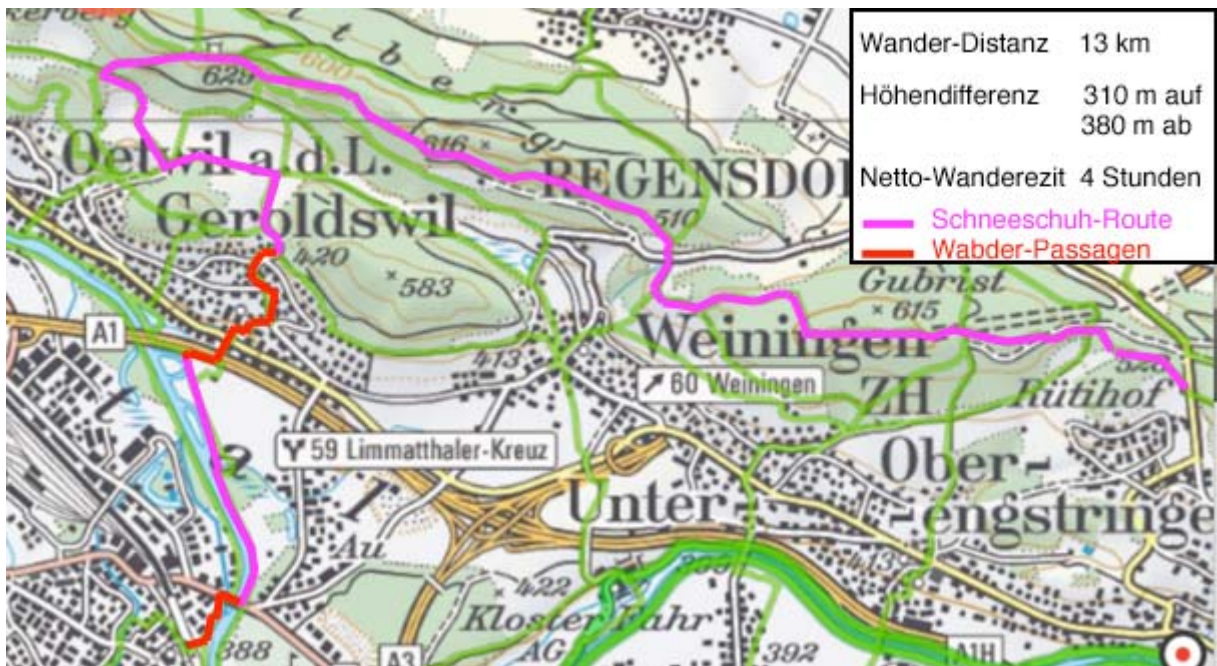 Wander-Distanz 13 km
Höhendifferenz 310 m auf
380 m ab
Netto-Wanderezit 4 Stunden
Schneeschuh-Route
Wabder-Passagen
629
600
t b e r g
616
Oetwil a.d.L.
REGENSDO
Geroldswil
510
420
583
Gubrist
615
A1
Weiningen
ZH
413
60 Weiningen
Rütihof
59 Limmatthaler-Kreuz
t a l
Ober-
Unter-
-engstringe
Au
422
Kloster Fahr
AG
388
A3
392
A1H